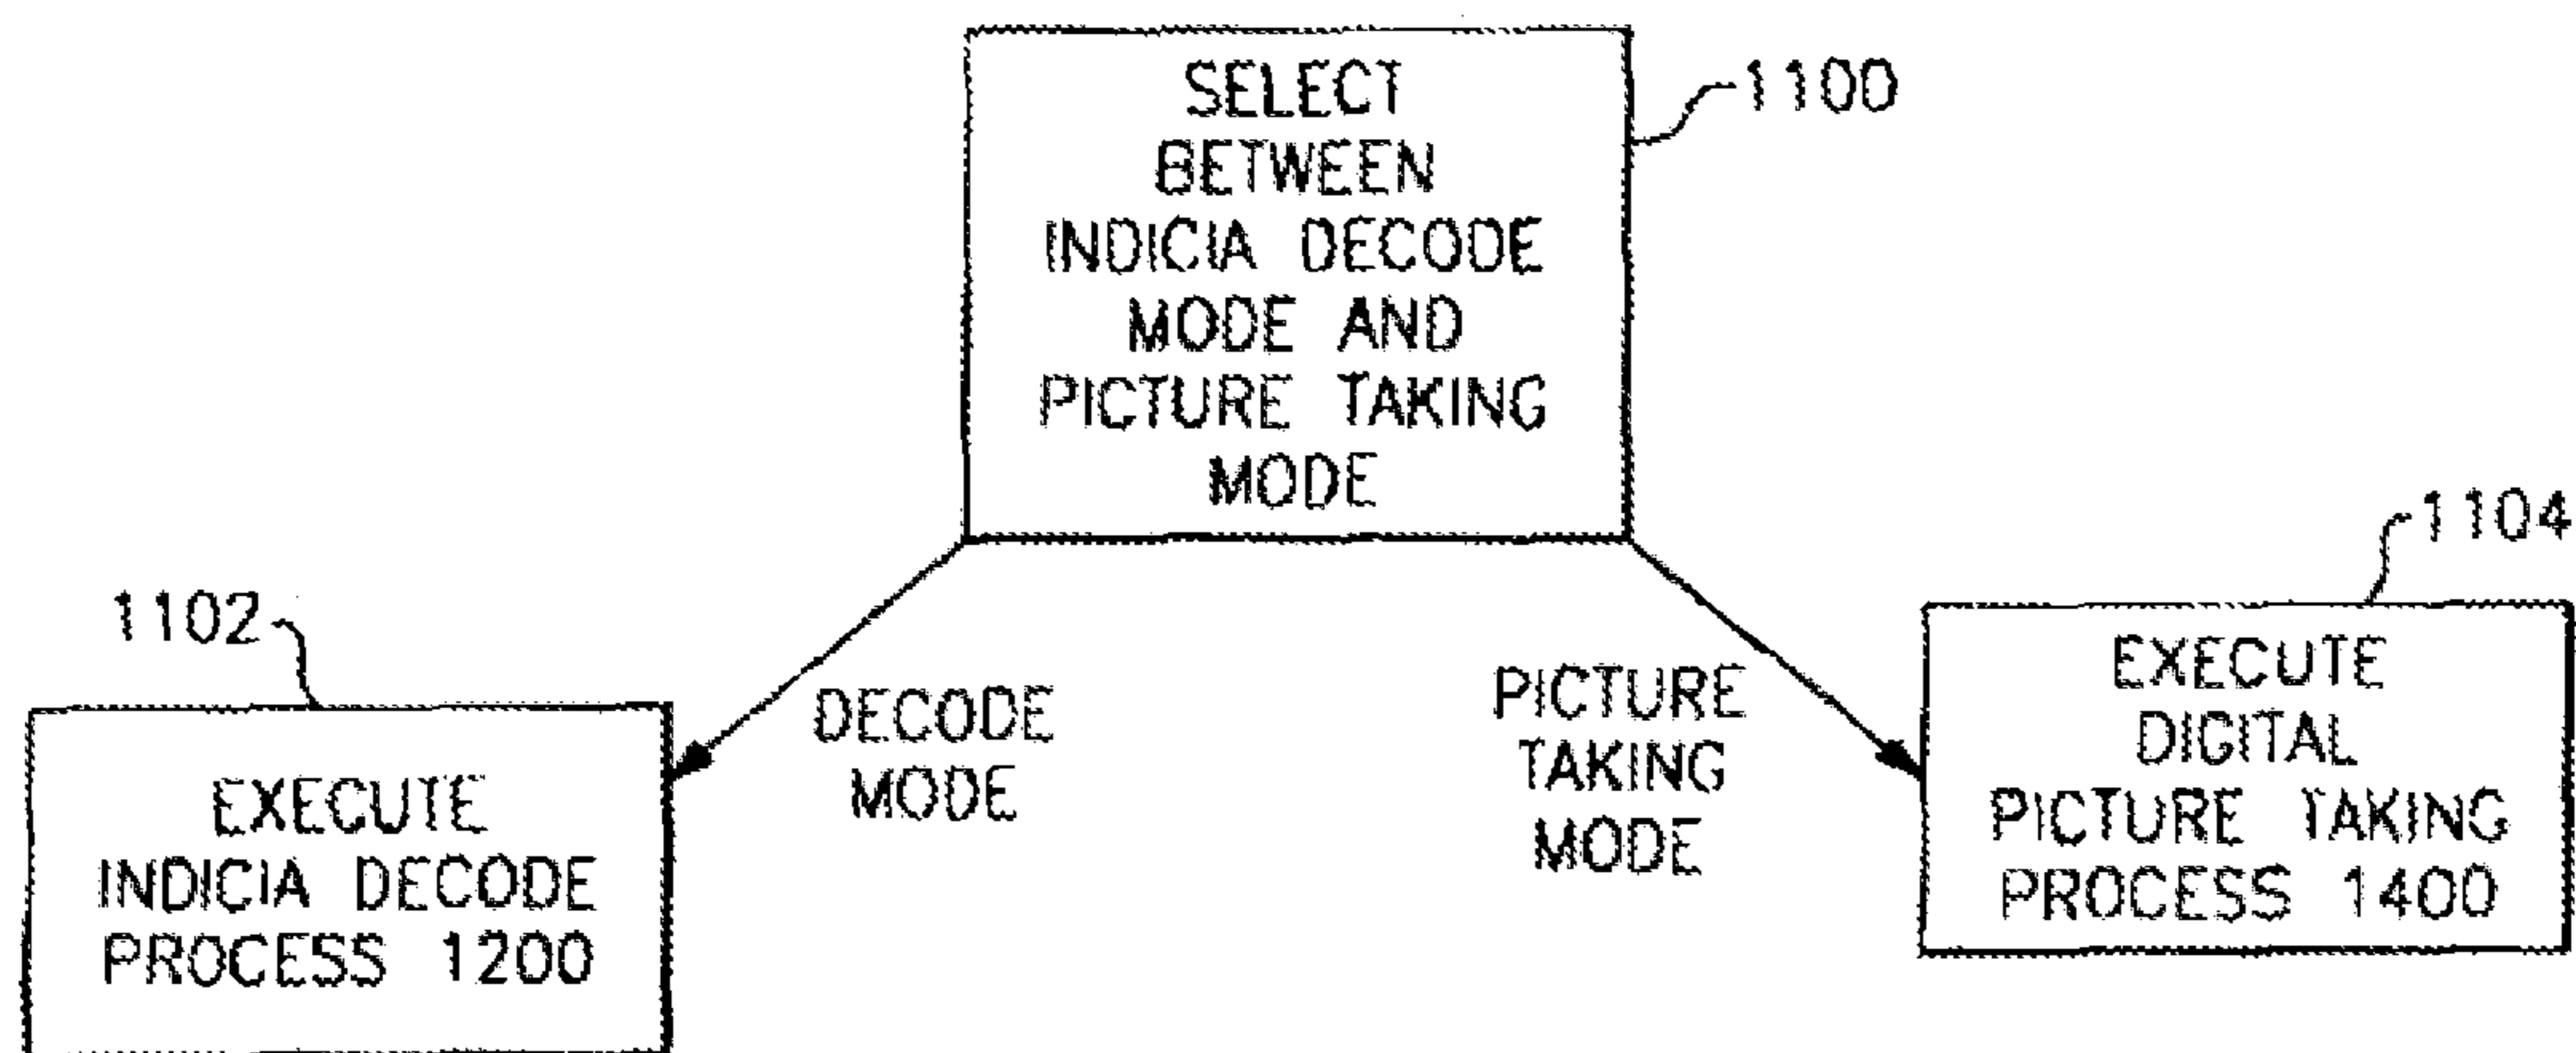 SELECT
BETWEEN
INDICIA DECODE
MODE AND
PICTURE TAKING
MODE
1100
1102
EXECUTE
INDICIA DECODE
PROCESS 1200
DECODE
MODE
PICTURE
TAKING
MODE
1104
EXECUTE
DIGITAL
PICTURE TAKING
PROCESS 1400